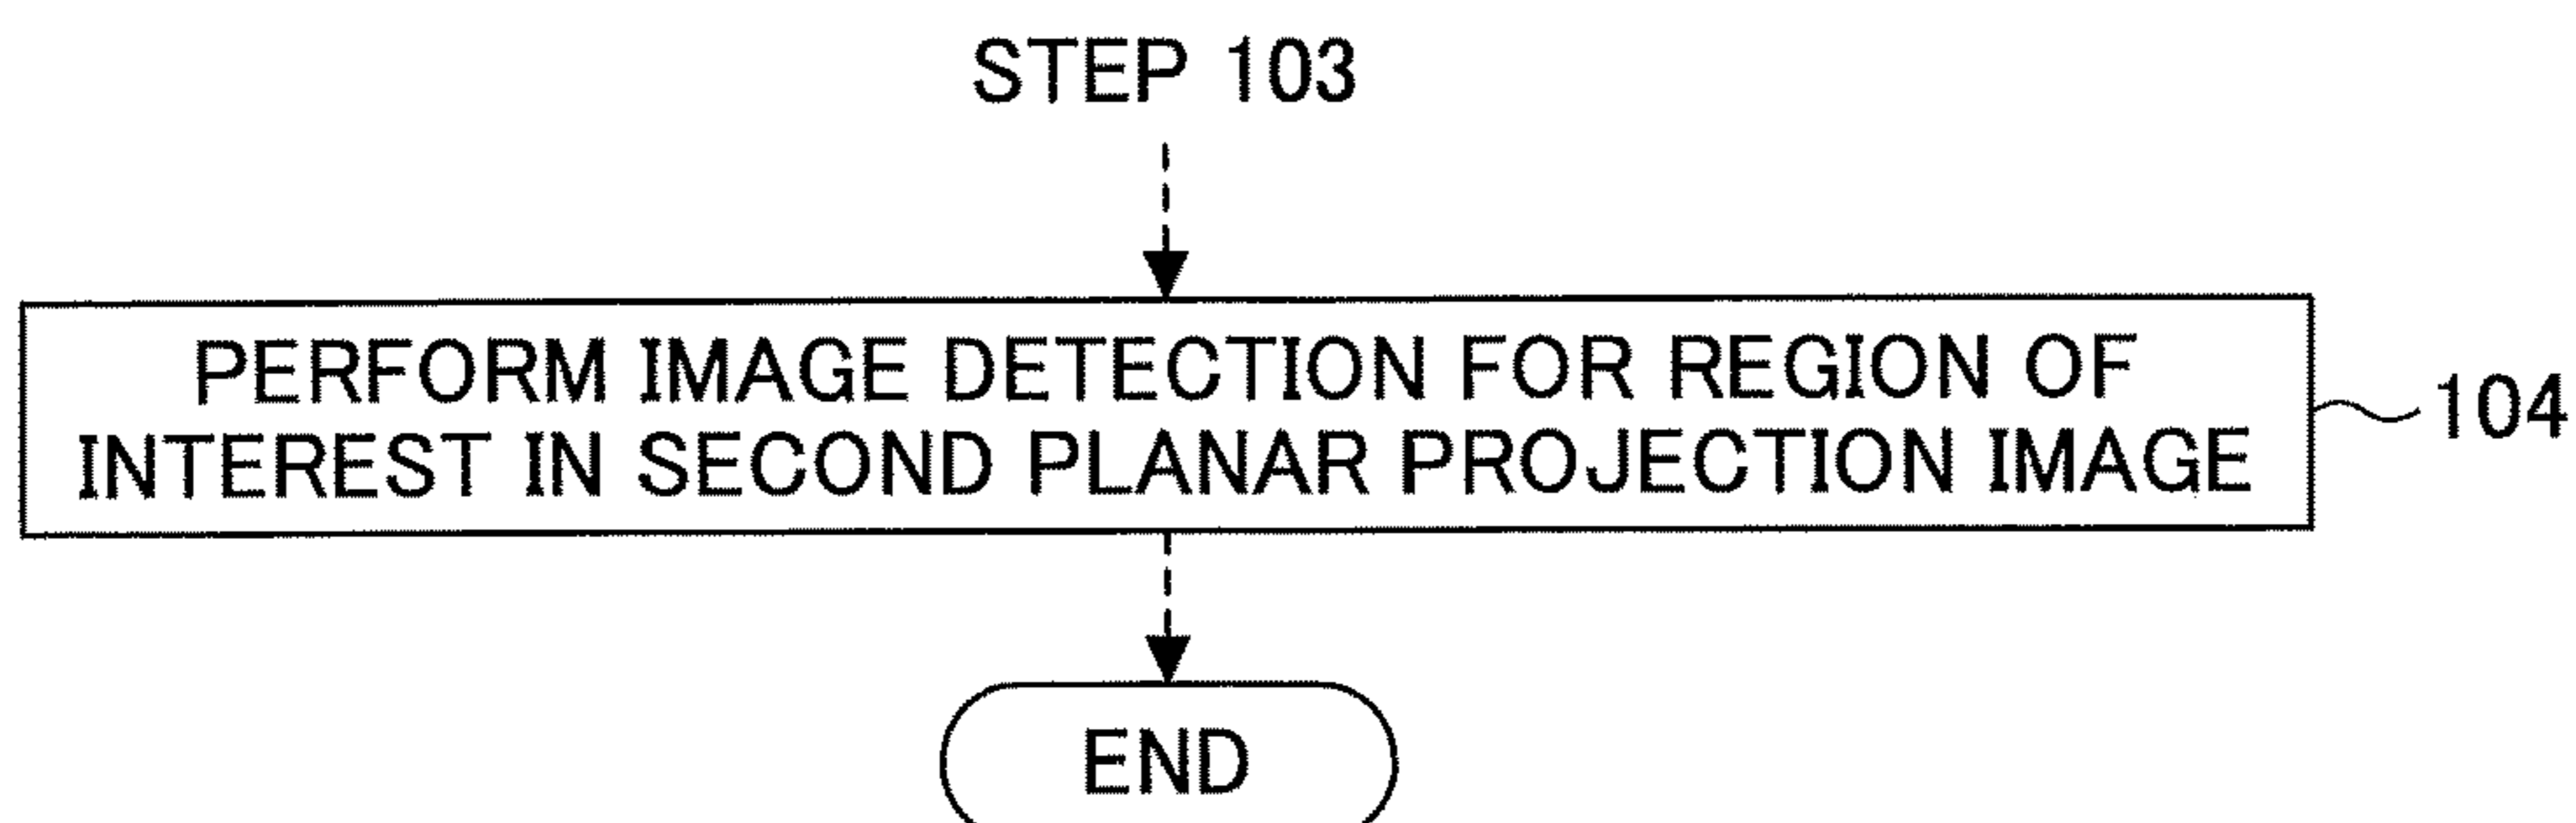 STEP 103
PERFORM IMAGE DETECTION FOR REGION OF
INTEREST IN SECOND PLANAR PROJECTION IMAGE
104
END